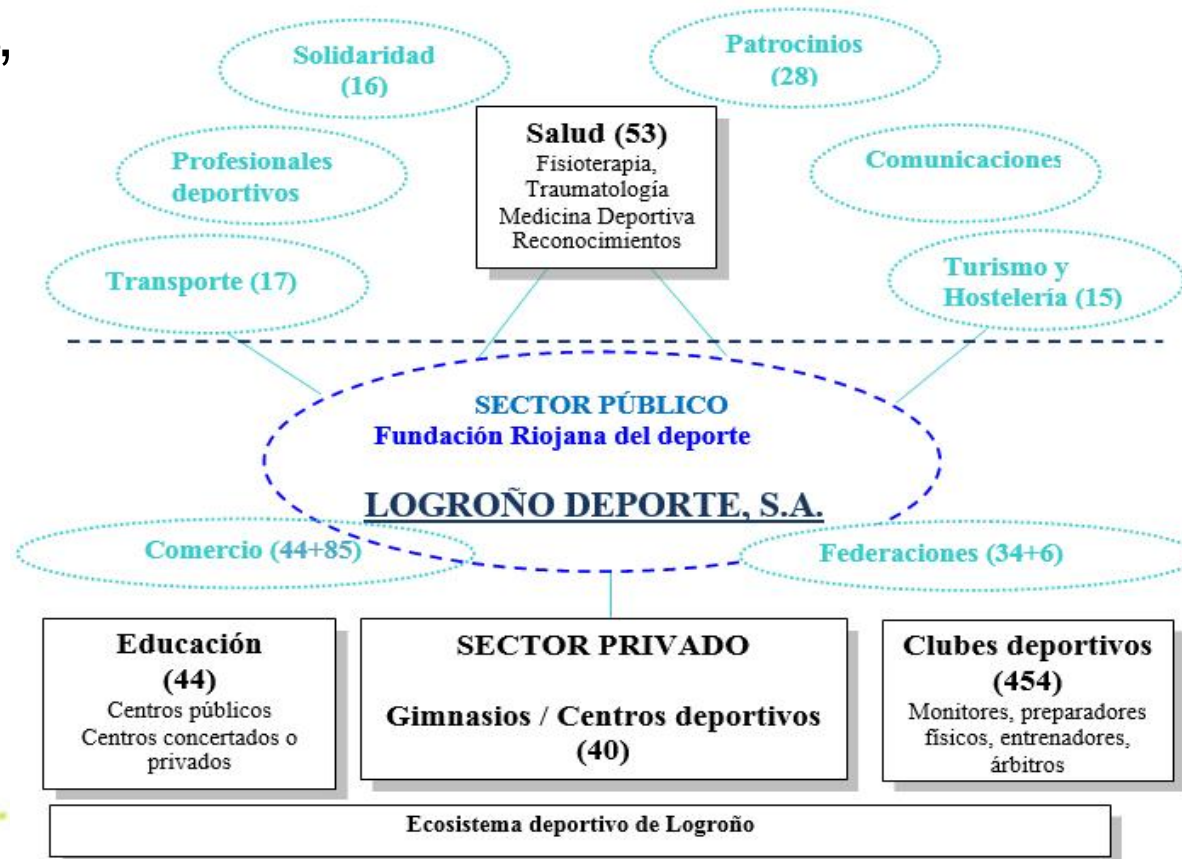 ,
Solidaridad
(16)
Patrocinios
(28)
Salud (53)
Fisioterapia,
Traumatología
Medicina Deportiva
Reconocimientos
Profesionales
deportivos
Comunicaciones
Transporte (17)
Turismo y
Hostelería (15)
SECTOR PÚBLICO
Fundación Riojana del deporte
LOGROÑO DEPORTE, S.A.
Comercio (44+85)
Federaciones (34+6)
Educación
(44)
Centros públicos
Centros concertados o
privados
SECTOR PRIVADO
Gimnasios / Centros deportivos
(40)
Clubes deportivos
(454)
Monitores, preparadores
físicos, entrenadores,
árbitros
Ecosistema deportivo de Logroño